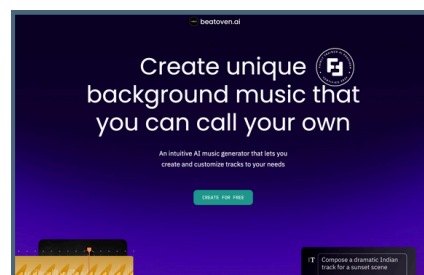 beatoven.ai
Create unique
background music that
you can call your own
An intuitive AI music generator that lets you
create and customize tracks to your needs
CREATE FOR FREE
Compose a dramatic Indian
track for a sunset scene